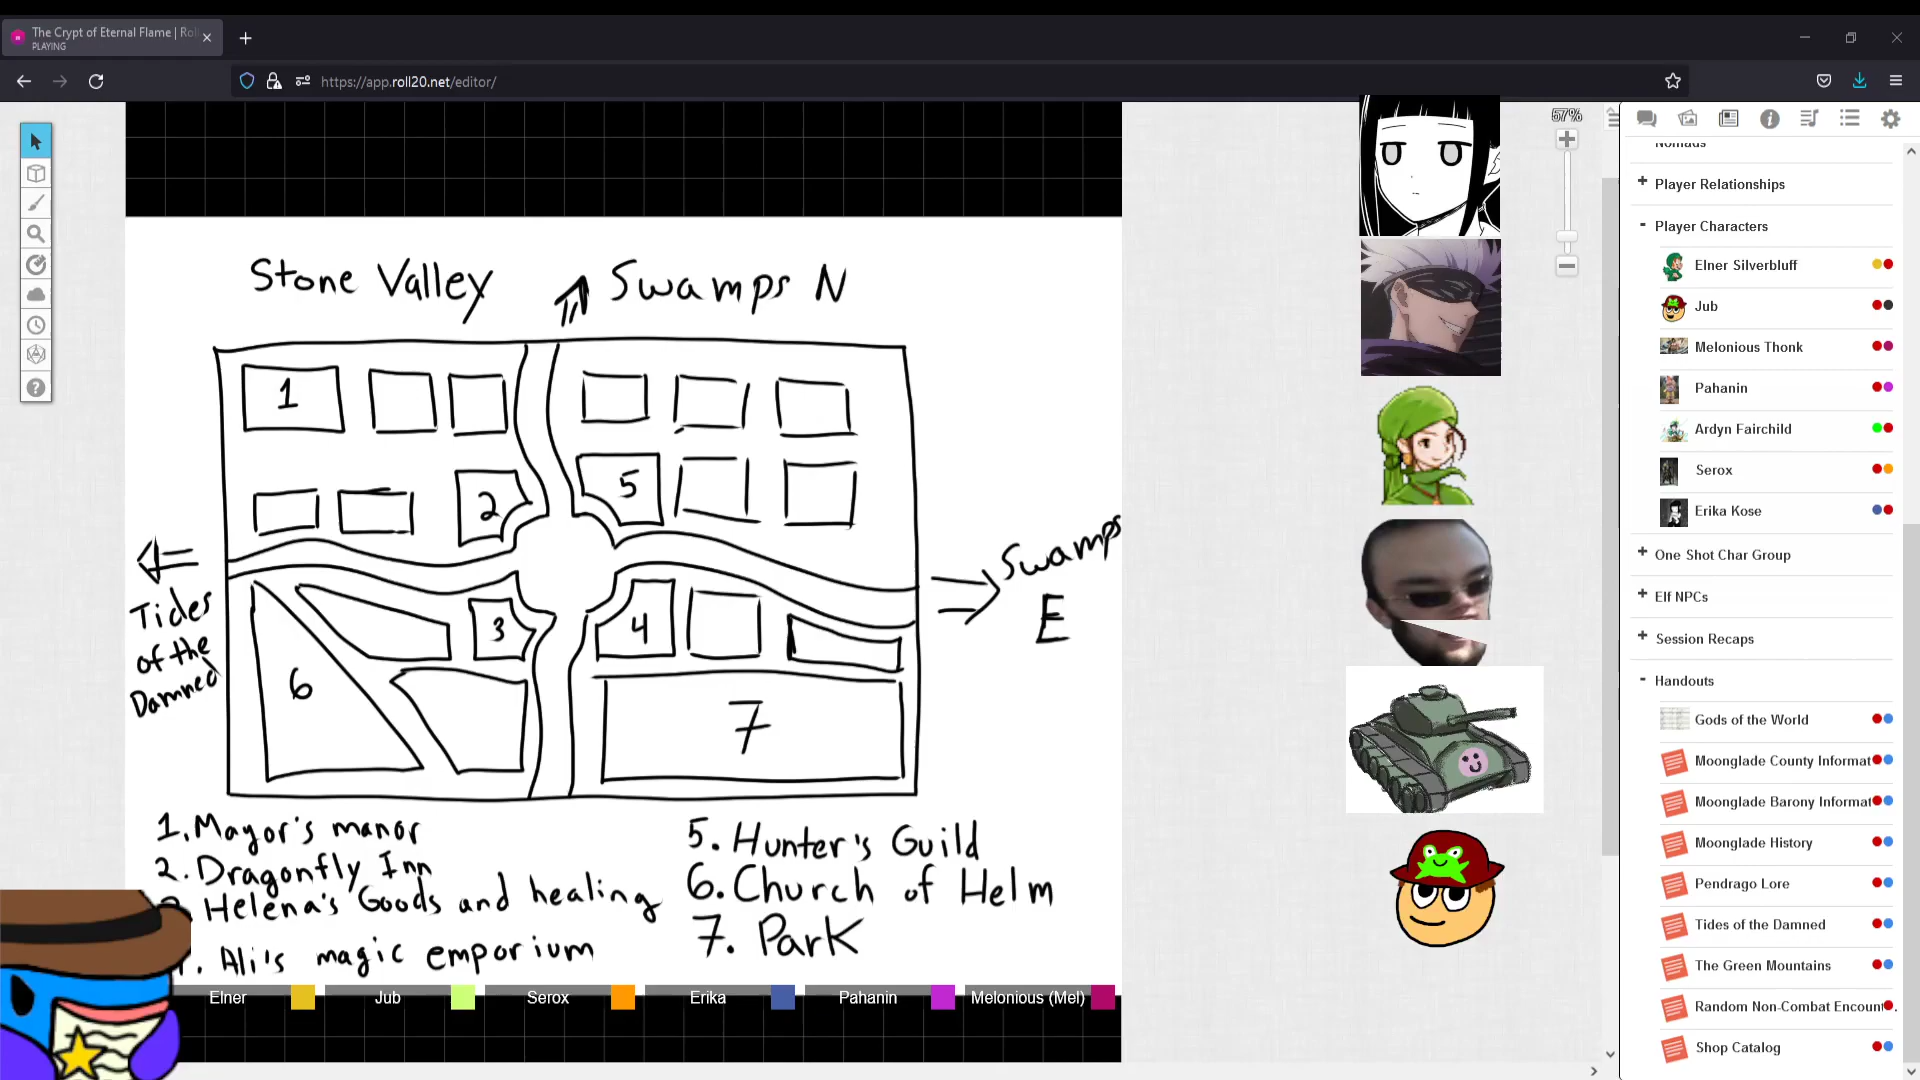 The Crypt of Eternal Flame | Rol
PLAYING
https://app.roll20.net/editor/
57%
Stone Valley
Swamps N
1
2
5
Swamps
E
Tides
of the
Damned
3
4
6
7
1. Mayor's manor
2. Dragonfly Inn
Helena's Goods and healing
Ali's magic emporium
5. Hunter's Guild
6. Church of Helm
7. Park
Elner
Jub
Serox
Erika
Pahanin
Melonious (Mel)
Nomads
Player Relationships
Player Characters
Elner Silverbluff
Jub
Melonious Thonk
Pahanin
Ardyn Fairchild
Serox
Erika Kose
One Shot Char Group
Elf NPCs
Session Recaps
Handouts
Gods of the World
Moonglade County Informat
Moonglade Barony Informat
Moonglade History
Pendrago Lore
Tides of the Damned
The Green Mountains
Random Non-Combat Encount
Shop Catalog